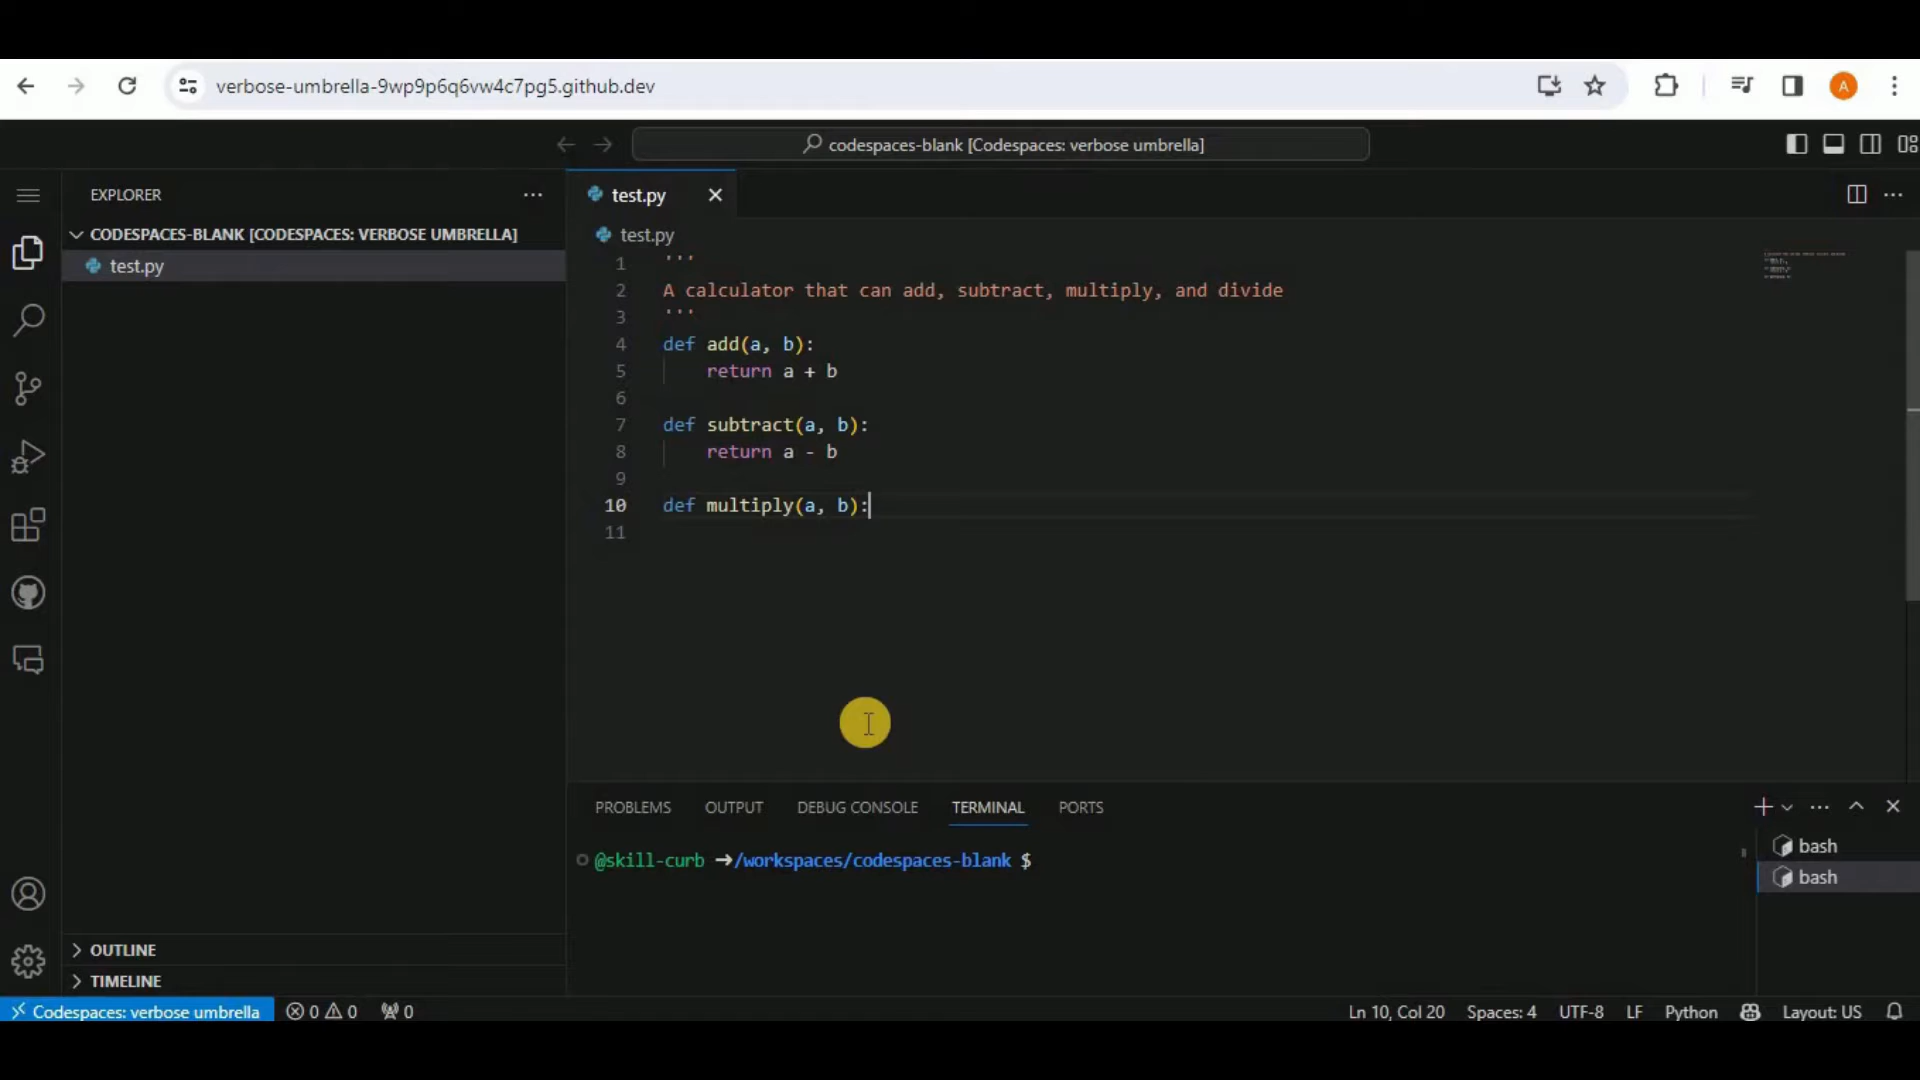 verbose-umbrella-9wp9p6q6vw4c7pg5.github.dev
A
codespaces-blank [Codespaces: verbose umbrella]
EXPLORER
CODESPACES-BLANK [CODESPACES: VERBOSE UMBRELLA]
test.py
test.py
test.py
1 '''
2 A calculator that can add, subtract, multiply, and divide
3 '''
4 def add(a, b):
5 return a + b
6
7 def subtract(a, b):
8 return a - b
9
10 def multiply(a, b):
11
PROBLEMS OUTPUT DEBUG CONSOLE TERMINAL PORTS
@skill-curb ➜/workspaces/codespaces-blank $
bash
bash
OUTLINE
TIMELINE
Codespaces: verbose umbrella 0 0 0 Ln 10, Col 20 Spaces: 4 UTF-8 LF Python Layout: US